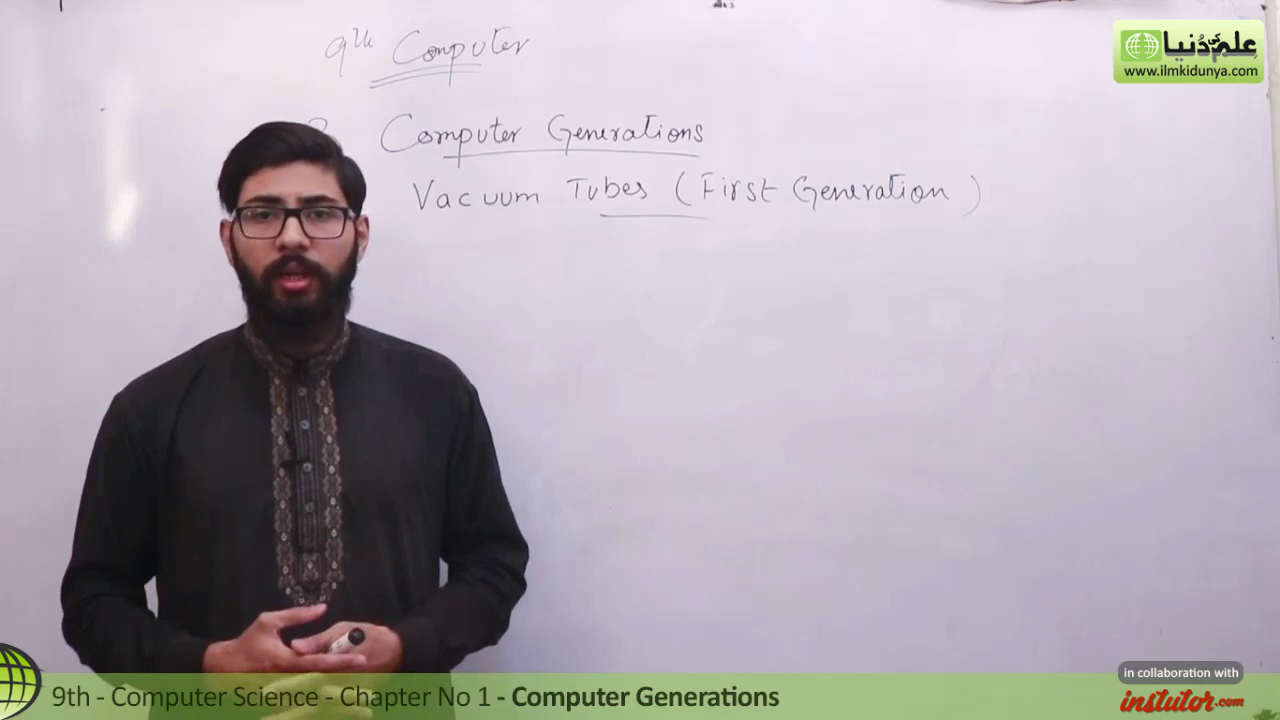 9th Computer
Computer Generations
Vacuum Tubes (First Generation)
علم کی دُنیا
www.ilmkidunya.com
in collaboration with
instutor.com
9th - Computer Science - Chapter No 1 - Computer Generations